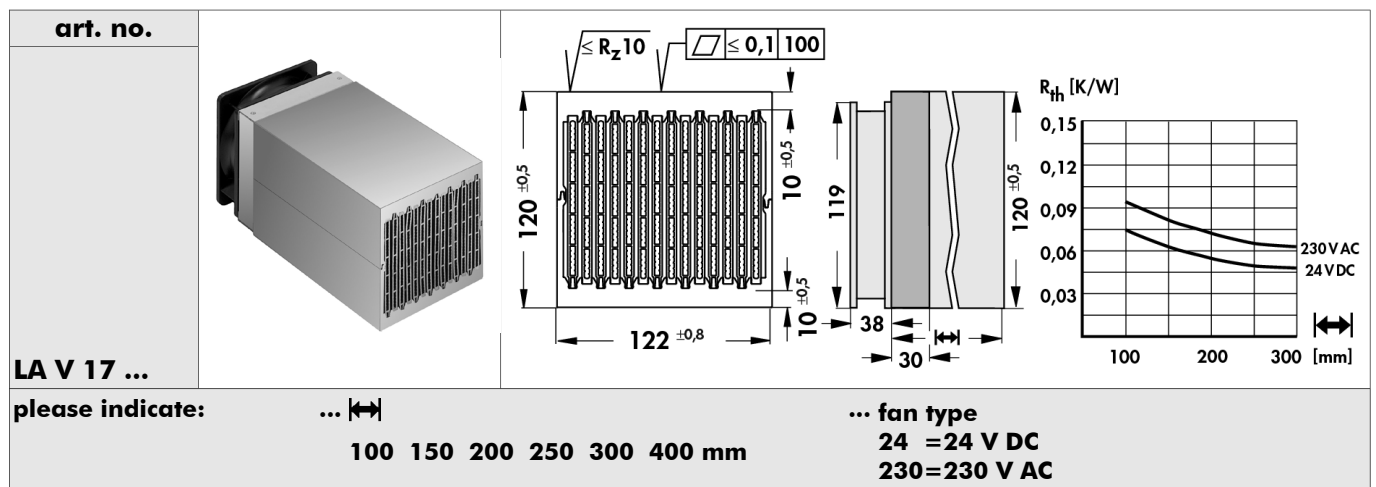 art. no.
LA V 17 ...
≤ Rz10
≤ 0,1 100
120 ±0,5
10 ±0,5
10 ±0,5
122 ±0,8
119
120 ±0,5
38
30
Rth [K/W]
0,15
0,12
0,09
0,06
0,03
230 V AC
24 V DC
100 200 300 [mm]
please indicate:
...
100 150 200 250 300 400 mm
... fan type
24 =24 V DC
230=230 V AC